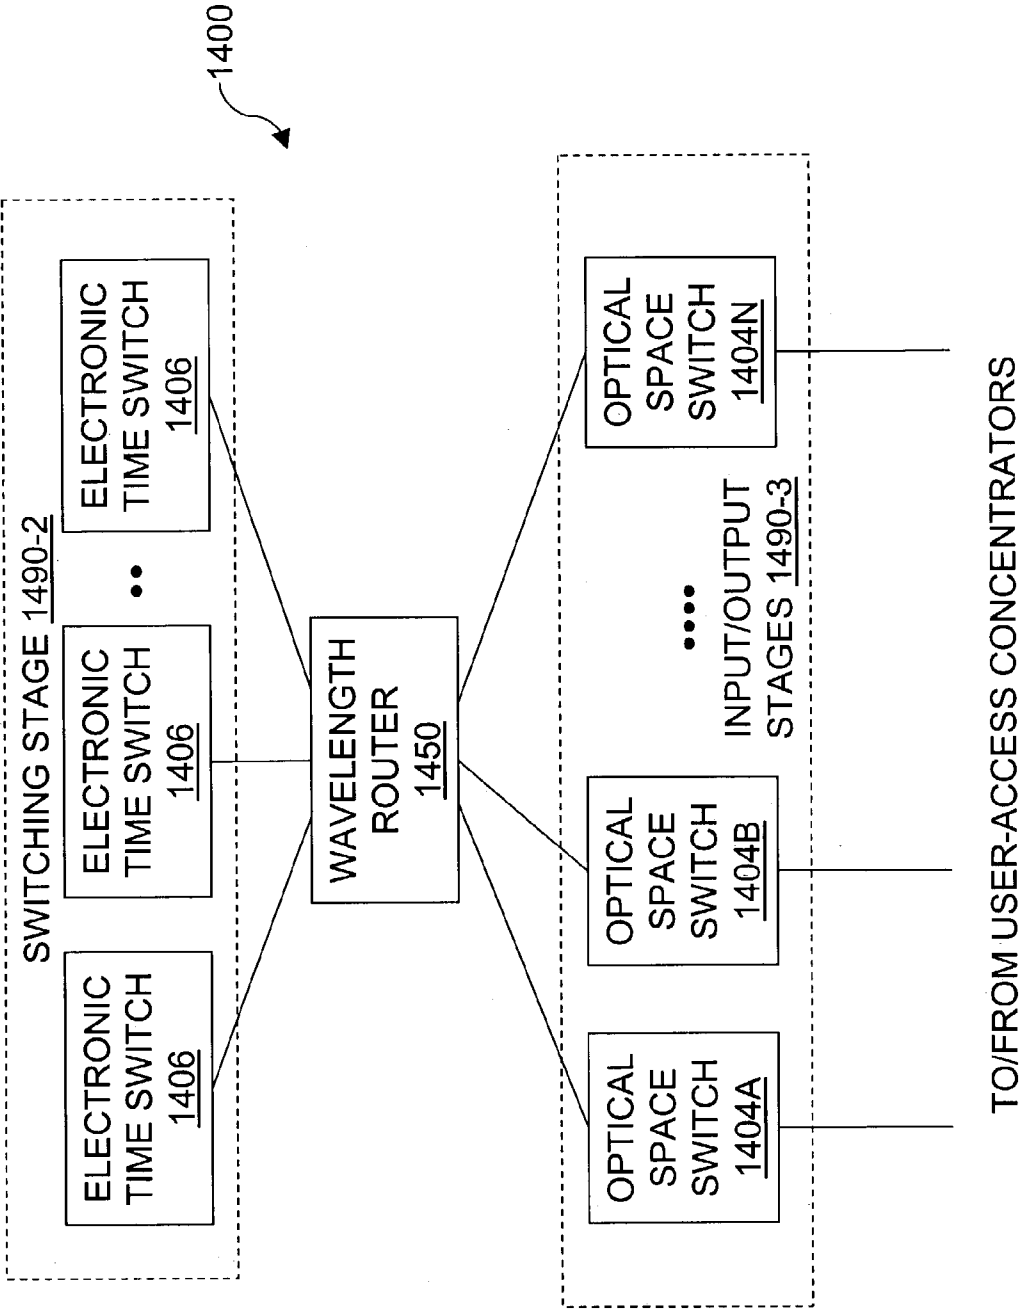 1400
SWITCHING STAGE 1490-2
ELECTRONIC
TIME SWITCH
1406
ELECTRONIC
TIME SWITCH
1406
ELECTRONIC
TIME SWITCH
1406
WAVELENGTH
ROUTER
1450
OPTICAL
SPACE
SWITCH
1404A
OPTICAL
SPACE
SWITCH
1404B
INPUT/OUTPUT
STAGES 1490-3
OPTICAL
SPACE
SWITCH
1404N
TO/FROM USER-ACCESS CONCENTRATORS